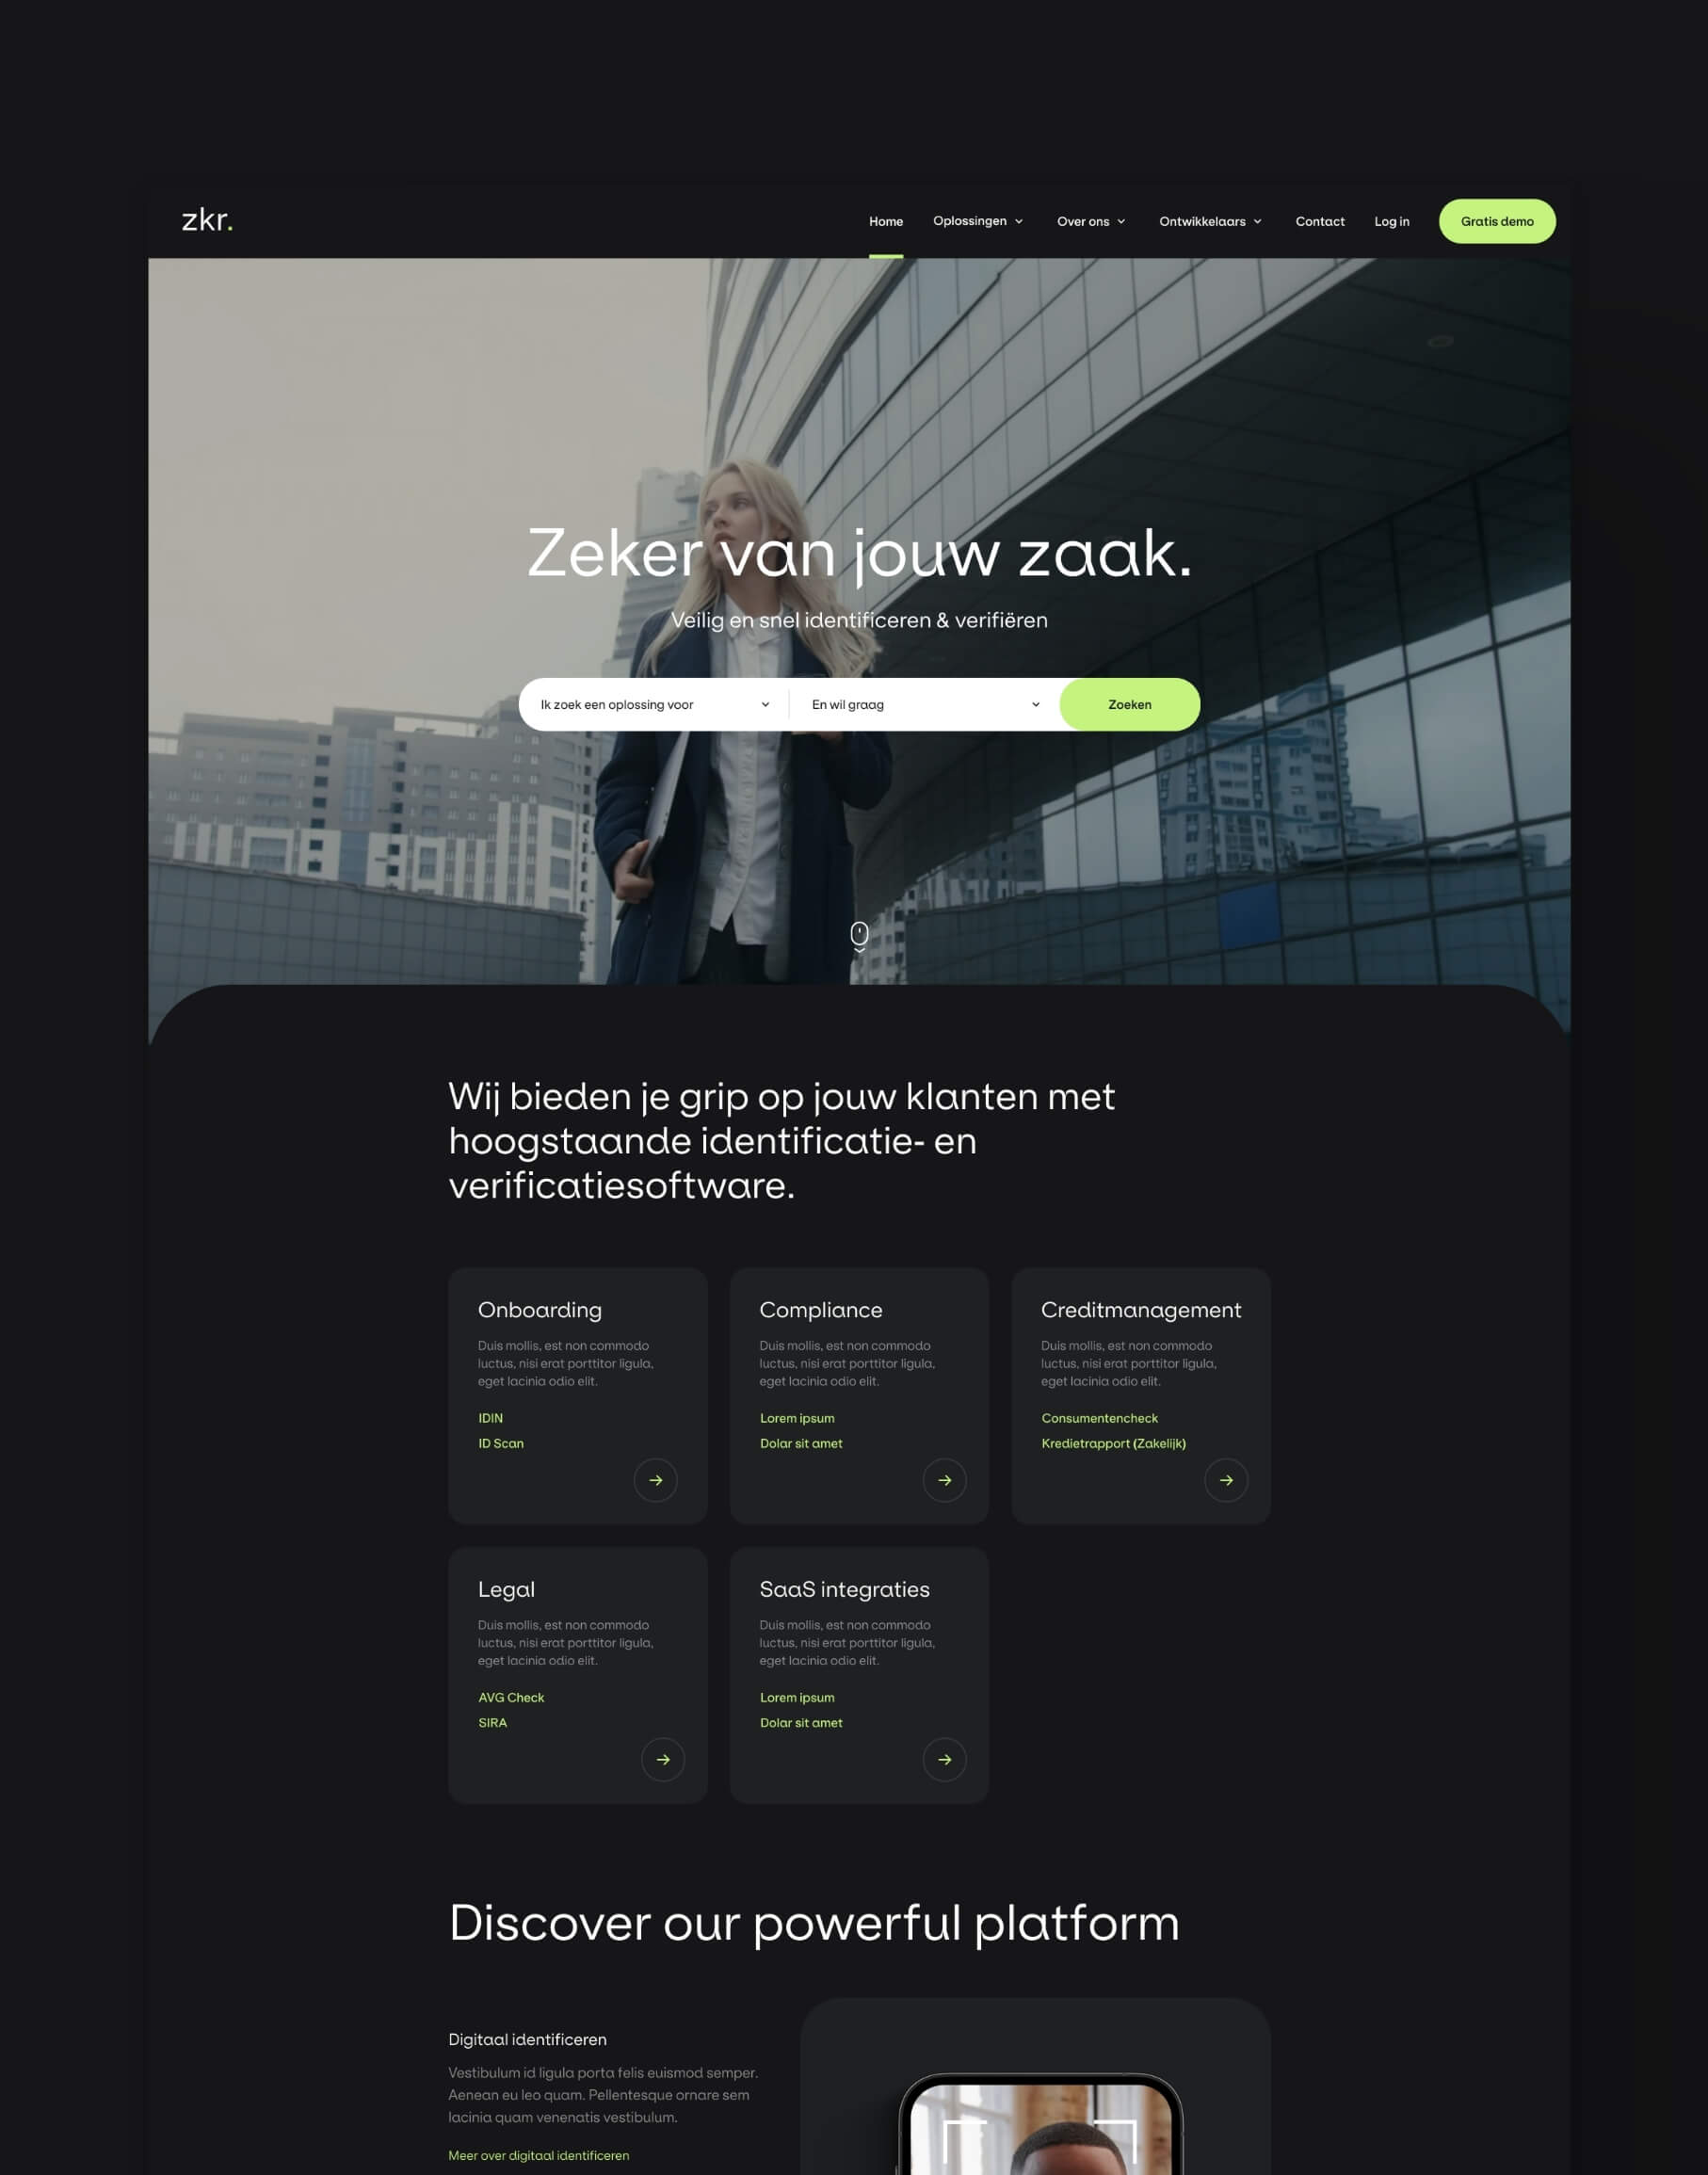 zkr.
Home
Oplossingen
Over ons
Ontwikkelaars
Contact
Log in
Gratis demo
Zeker van jouw zaak.
Veilig en snel identificeren & verifiëren
Ik zoek een oplossing voor
En wil graag
Zoeken
Wij bieden je grip op jouw klanten met
hoogstaande identificatie- en
verificatiesoftware.
Onboarding
Duis mollis, est non commodo
luctus, nisi erat porttitor ligula,
eget lacinia odio elit.
IDIN
ID Scan
Compliance
Duis mollis, est non commodo
luctus, nisi erat porttitor ligula,
eget lacinia odio elit.
Lorem ipsum
Dolar sit amet
Creditmanagement
Duis mollis, est non commodo
luctus, nisi erat porttitor ligula,
eget lacinia odio elit.
Consumentencheck
Kredietrapport (Zakelijk)
Legal
Duis mollis, est non commodo
luctus, nisi erat porttitor ligula,
eget lacinia odio elit.
AVG Check
SIRA
SaaS integraties
Duis mollis, est non commodo
luctus, nisi erat porttitor ligula,
eget lacinia odio elit.
Lorem ipsum
Dolar sit amet
Discover our powerful platform
Digitaal identificeren
Vestibulum id ligula porta felis euismod semper.
Aenean eu leo quam. Pellentesque ornare sem
lacinia quam venenatis vestibulum.
Meer over digitaal identificeren